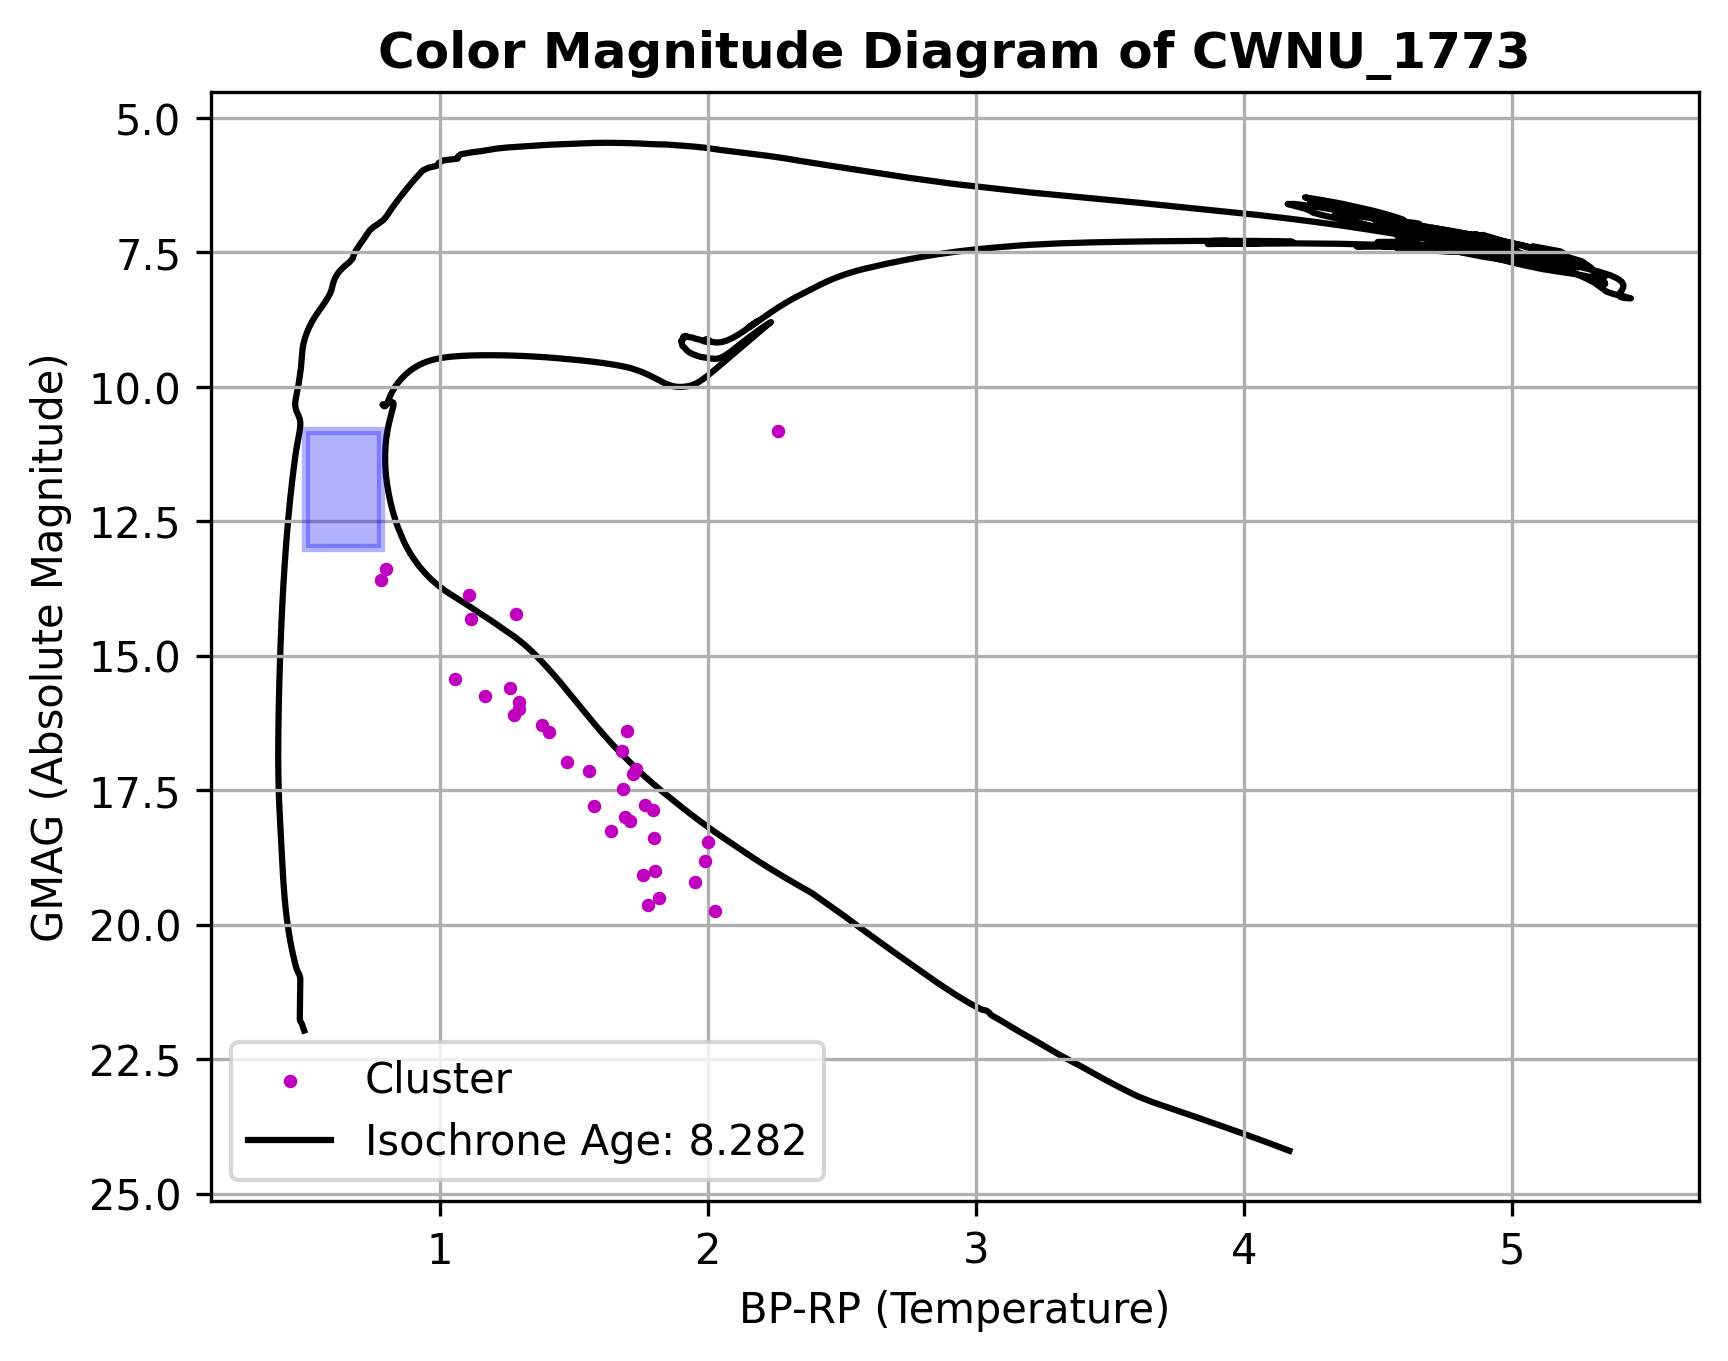 Color Magnitude Diagram of CWNU_1773
5.0
7.5
10.0
12.5
15.0
17.5
20.0
22.5
25.0
GMAG (Absolute Magnitude)
Cluster
Isochrone Age: 8.282
1 2 3 4 5
BP-RP (Temperature)